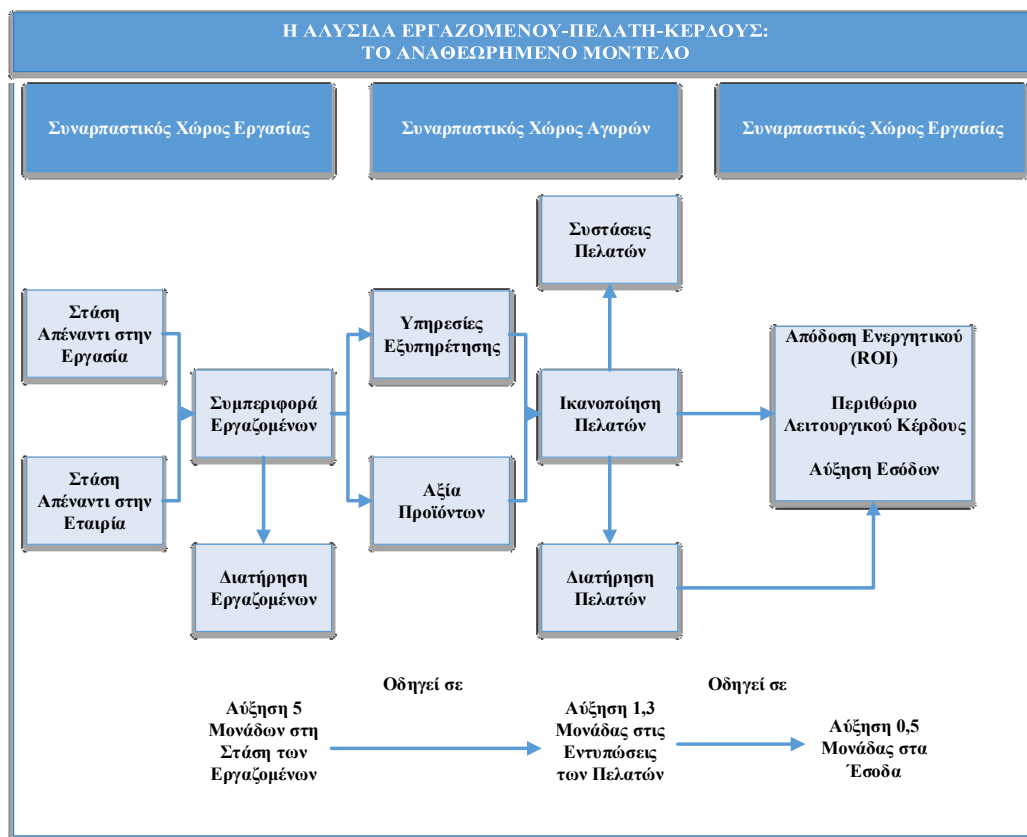 Η ΑΛΥΣΙΔΑ ΕΡΓΑΖΟΜΕΝΟΥ-ΠΕΛΑΤΗ-ΚΕΡΔΟΥΣ:
ΤΟ ΑΝΑΘΕΩΡΗΜΕΝΟ ΜΟΝΤΕΛΟ
Συναρπαστικός Χώρος Εργασίας
Συναρπαστικός Χώρος Αγορών
Συναρπαστικός Χώρος Εργασίας
Στάση
Απέναντι στην
Εργασία
Στάση
Απέναντι στην
Εταιρία
Συμπεριφορά
Εργαζομένων
Διατήρηση
Εργαζομένων
Υπηρεσίες
Εξυπηρέτησης
Αξία
Προϊόντων
Συστάσεις
Πελατών
Ικανοποίηση
Πελατών
Διατήρηση
Πελατών
Απόδοση Ενεργητικού
(ROI)
Περιθώριο
Λειτουργικού Κέρδους
Αύξηση Εσόδων
Αύξηση 5
Μονάδων στη
Στάση των
Εργαζομένων
Οδηγεί σε
Αύξηση 1,3
Μονάδας στις
Εντυπώσεις
των Πελατών
Οδηγεί σε
Αύξηση 0,5
Μονάδας στα
Έσοδα